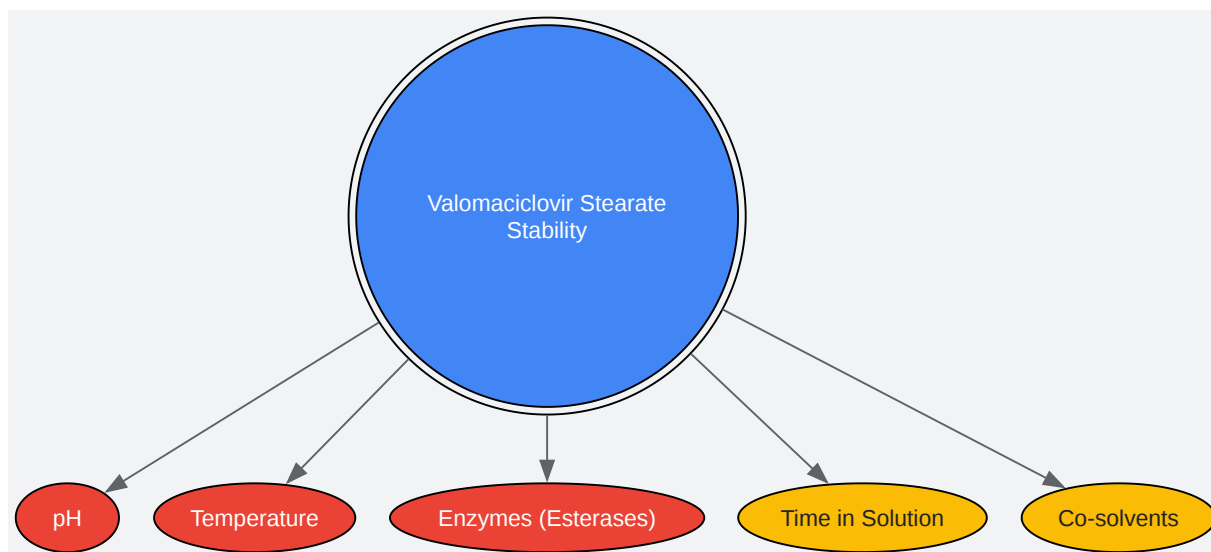 Valomaciclovir Stearate
Stability
pH
Temperature
Enzymes (Esterases)
Time in Solution
Co-solvents